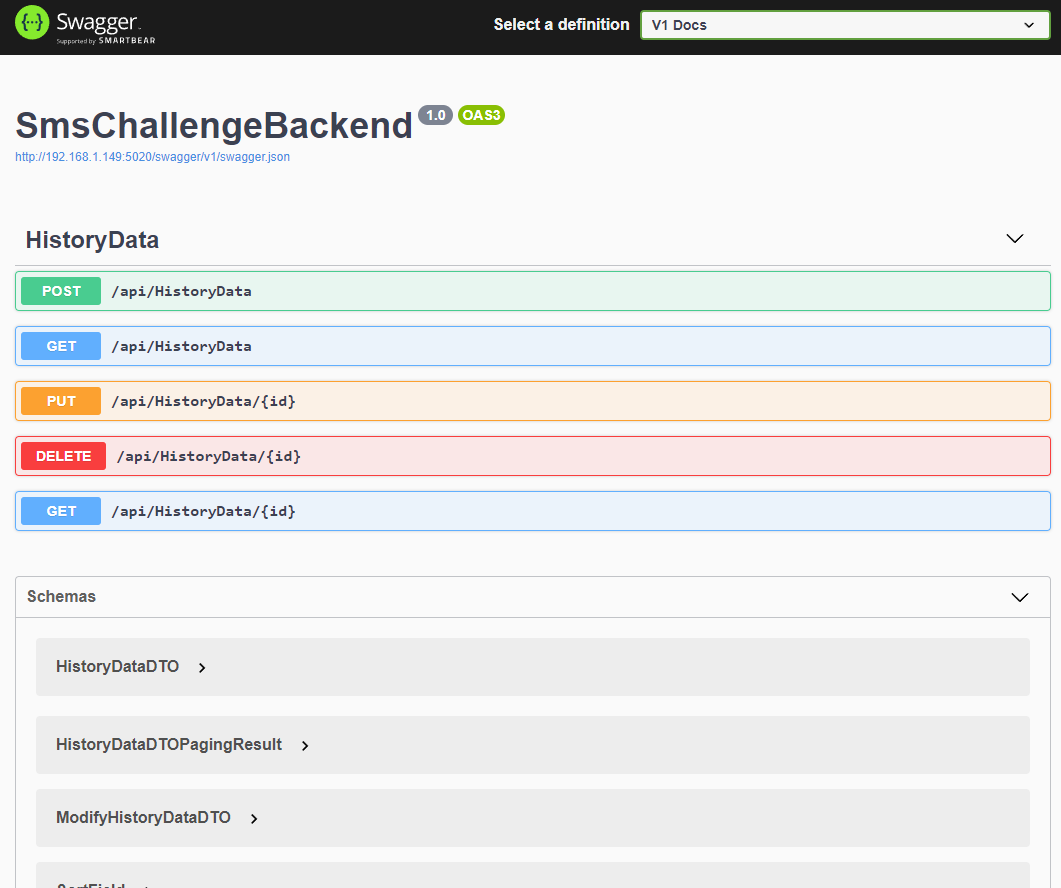 Swagger
Supported by SMARTBEAR
Select a definition
V1 Docs
SmsChallengeBackend 1.0 OAS3
http://192.168.1.149:5020/swagger/v1/swagger.json
HistoryData
POST /api/HistoryData
GET /api/HistoryData
PUT /api/HistoryData/{id}
DELETE /api/HistoryData/{id}
GET /api/HistoryData/{id}
Schemas
HistoryDataDTO
HistoryDataDTOPagingResult
ModifyHistoryDataDTO
SortField